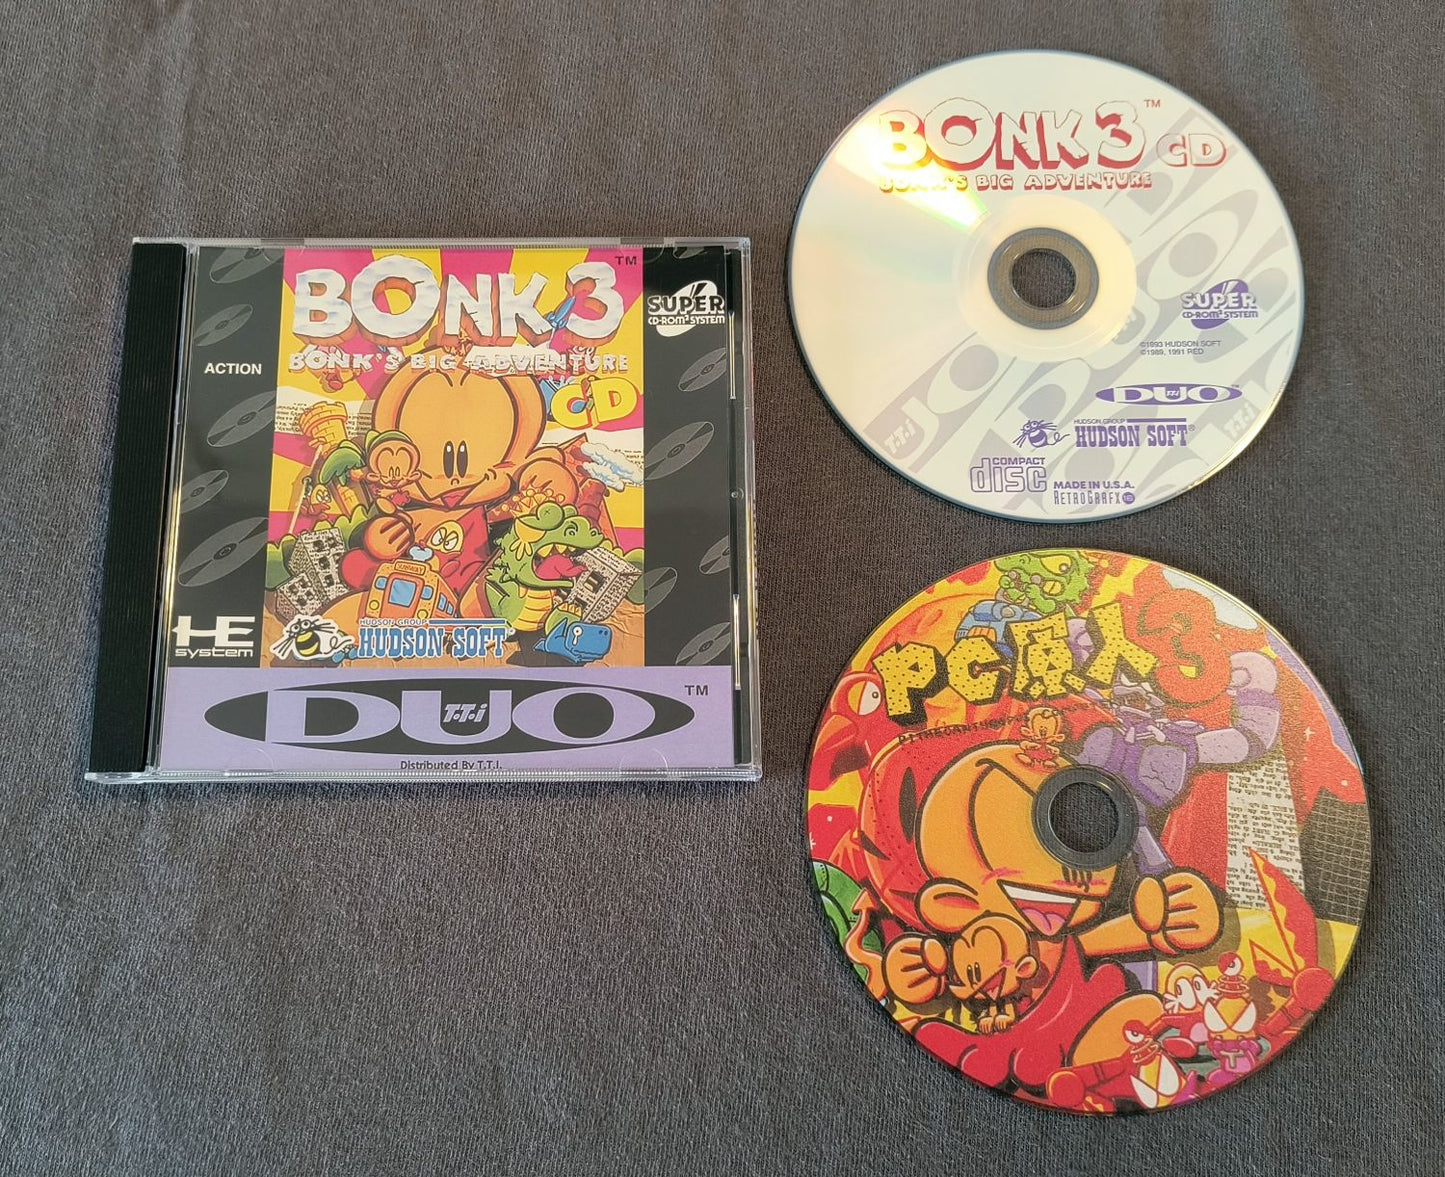 BONK 3 ™
BONK'S BIG ADVENTURE
CD
ACTION
SUPER
CD-ROM² SYSTEM
HE
system
HUDSON GROUP
HUDSON SOFT®
DUO ™
T.T.i
Distributed By T.T.I.
BONK 3 ™ CD
BONK'S BIG ADVENTURE
SUPER
CD-ROM² SYSTEM
©1993 HUDSON SOFT
©1989, 1991 RED
DUO ™
T.T.i
HUDSON GROUP
HUDSON SOFT®
COMPACT
disc
MADE IN U.S.A.
RETROGRAFX
T.T.i
T.T.i
PC原人3